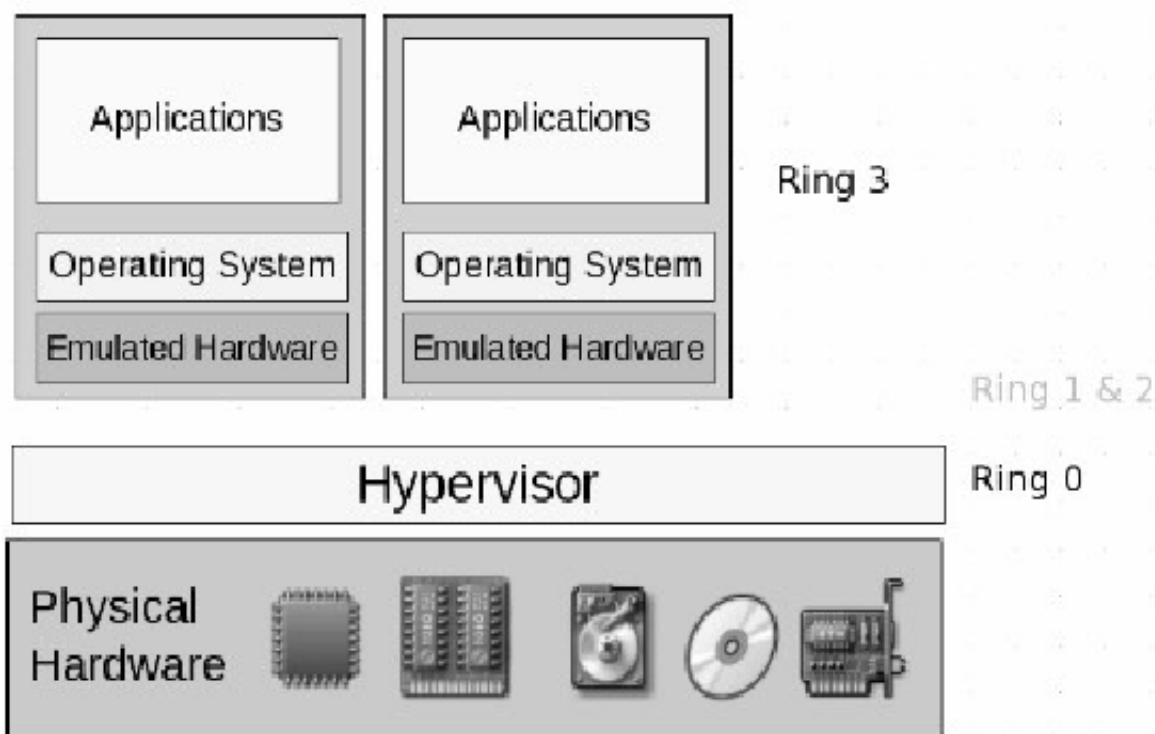 Applications
Applications
Ring 3
Operating System
Operating System
Emulated Hardware
Emulated Hardware
Ring 1 & 2
Hypervisor
Ring 0
Physical
Hardware